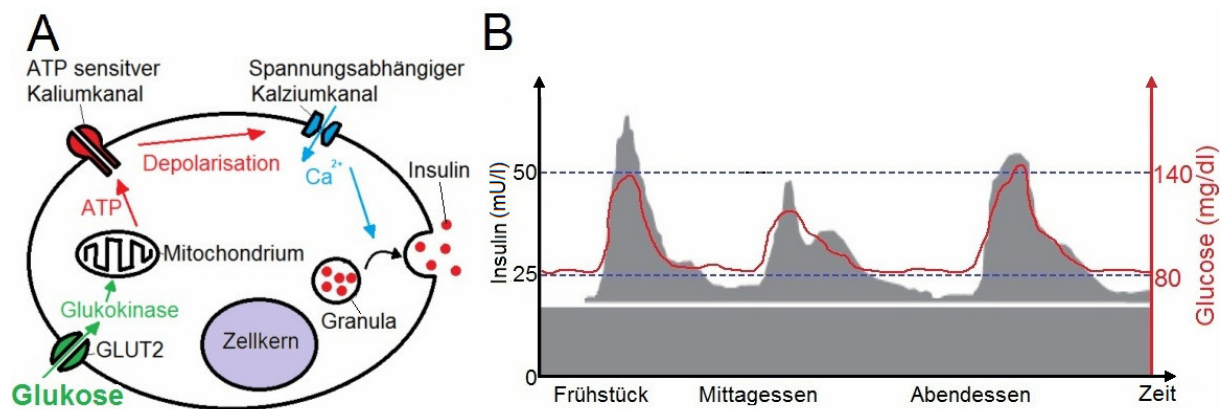 A
ATP sensitver
Kaliumkanal
Spannungsabhängiger
Kalziumkanal
Depolarisation
Ca2+
Insulin
ATP
Mitochondrium
Glukokinase
Granula
GLUT2
Zellkern
Glukose
B
Insulin (mU/l)
50
25
0
140
80
Glucose (mg/dl)
Frühstück
Mittagessen
Abendessen
Zeit